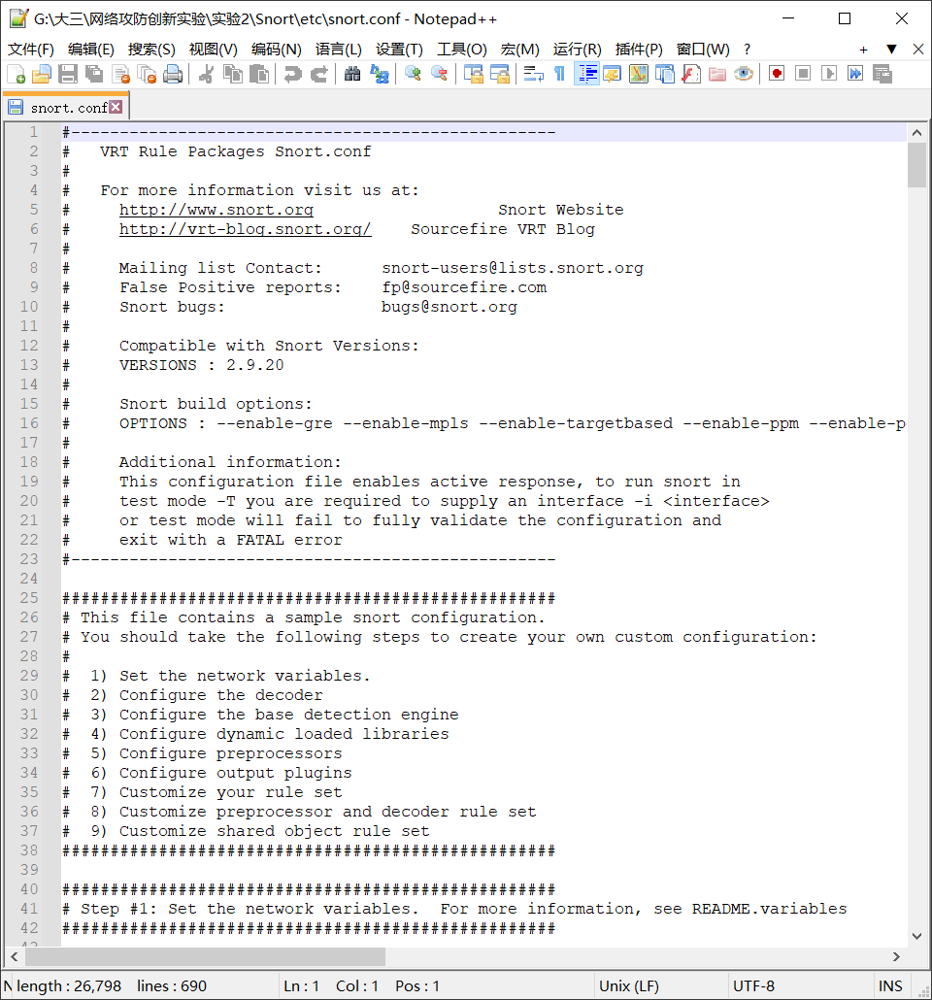 G:\大三\网络攻防创新实验\实验2\Snort\etc\snort.conf - Notepad++
文件(F) 编辑(E) 搜索(S) 视图(V) 编码(N) 语言(L) 设置(T) 工具(O) 宏(M) 运行(R) 插件(P) 窗口(W) ? + ▼ X
snort.conf
1 #--------------------------------------------------
2 #   VRT Rule Packages Snort.conf
3 #
4 #   For more information visit us at:
5 #     http://www.snort.org                   Snort Website
6 #     http://vrt-blog.snort.org/    Sourcefire VRT Blog
7 #
8 #     Mailing list Contact:      snort-users@lists.snort.org
9 #     False Positive reports:    fp@sourcefire.com
10 #     Snort bugs:                bugs@snort.org
11 #
12 #     Compatible with Snort Versions:
13 #     VERSIONS : 2.9.20
14 #
15 #     Snort build options:
16 #     OPTIONS : --enable-gre --enable-mpls --enable-targetbased --enable-ppm --enable-p
17 #
18 #     Additional information:
19 #     This configuration file enables active response, to run snort in
20 #     test mode -T you are required to supply an interface -i <interface>
21 #     or test mode will fail to fully validate the configuration and
22 #     exit with a FATAL error
23 #--------------------------------------------------
24
25 ###################################################
26 # This file contains a sample snort configuration.
27 # You should take the following steps to create your own custom configuration:
28 #
29 #  1) Set the network variables.
30 #  2) Configure the decoder
31 #  3) Configure the base detection engine
32 #  4) Configure dynamic loaded libraries
33 #  5) Configure preprocessors
34 #  6) Configure output plugins
35 #  7) Customize your rule set
36 #  8) Customize preprocessor and decoder rule set
37 #  9) Customize shared object rule set
38 ###################################################
39
40 ###################################################
41 # Step #1: Set the network variables.  For more information, see README.variables
42 ###################################################
N length : 26,798 lines : 690 Ln : 1 Col : 1 Pos : 1 Unix (LF) UTF-8 INS